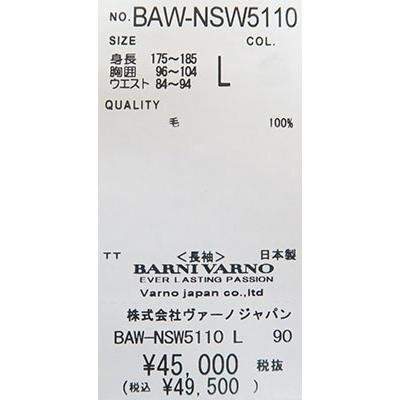 NO. BAW-NSW5110
SIZE COL.
身長 175～185
胸囲 96～104 L
ウエスト 84～94
QUALITY
毛 100%
TT <長袖> 日本製
BARNI VARNO
EVER LASTING PASSION
Varno japan co.,ltd
株式会社ヴァーノジャパン
BAW-NSW5110 L 90
¥45,000 税抜
(税込 ¥49,500 )